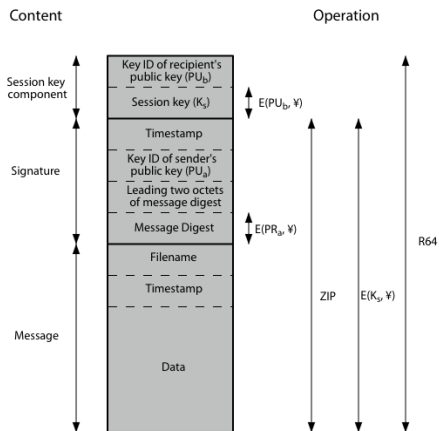 Content
Operation
Key ID of recipient's
public key (PUb)
Session key
component
Session key (Ks)
E(PUb, ¥)
Timestamp
Key ID of sender's
public key (PUa)
Signature
Leading two octets
of message digest
Message Digest
E(PRa, ¥)
R64
Filename
ZIP
E(Ks, ¥)
Timestamp
Message
Data